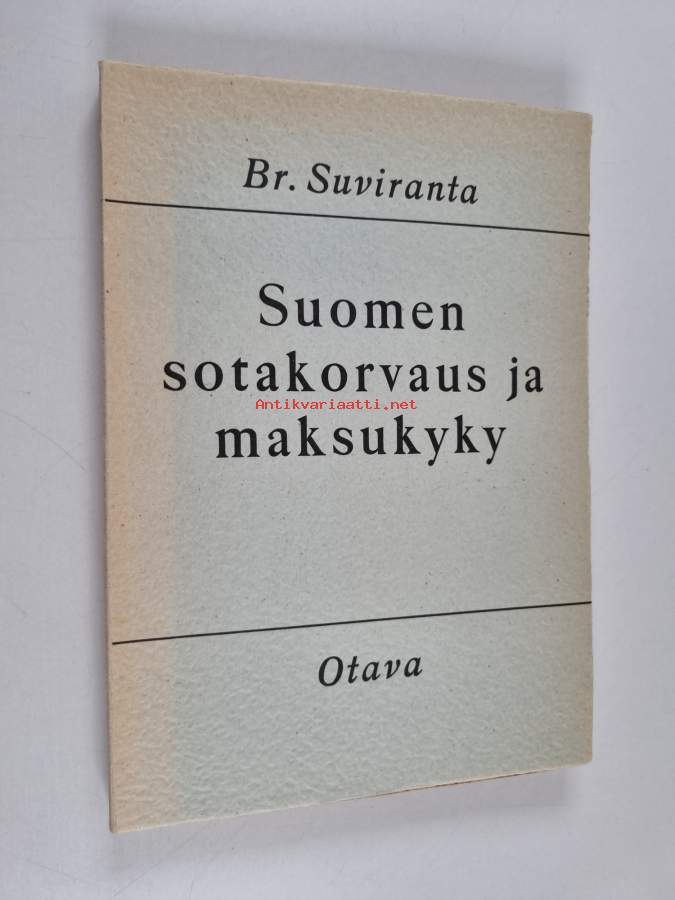 Br. Suviranta
Suomen
sotakorvaus ja
Antikvariaatti.net
maksukyky
Otava